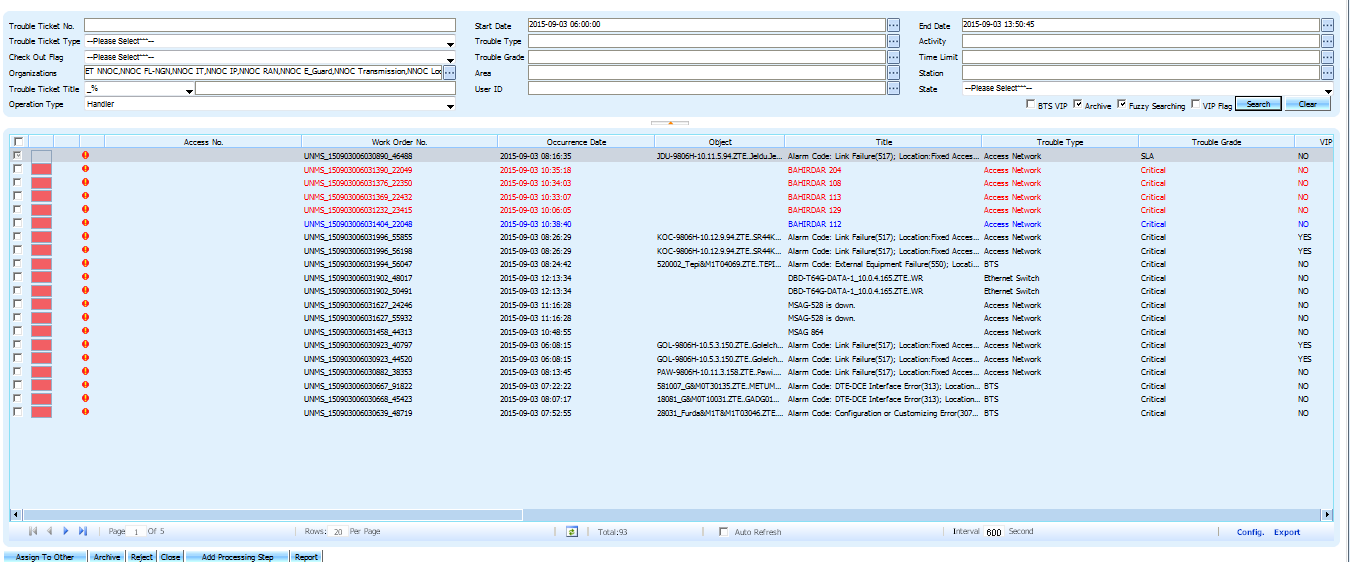 Trouble Ticket No. Start Date 2015-09-03 06:00:00 End Date 2015-09-03 13:50:45
Trouble Ticket Type --Please Select***-- Trouble Type Activity
Check Out Flag --Please Select***-- Trouble Grade Time Limit
Organizations ET NNOC,NNOC FL-NGN,NNOC IT,NNOC IP,NNOC RAN,NNOC E_Guard,NNOC Transmission,NNOC Loc Area Station
Trouble Ticket Title _% User ID State --Please Select***--
Operation Type Handler BTS VIP Archive Fuzzy Searching VIP Flag Search Clear
Access No. Work Order No. Occurrence Date Object Title Trouble Type Trouble Grade VIP
UNMS_150903006030890_46488 2015-09-03 08:16:35 JDU-9806H-10.11.5.94.ZTE.Jeldu.Je... Alarm Code: Link Failure(517); Location:Fixed Acces... Access Network SLA NO
UNMS_150903006031390_22049 2015-09-03 10:35:18 BAHIRDAR 204 Access Network Critical NO
UNMS_150903006031376_22350 2015-09-03 10:34:03 BAHIRDAR 108 Access Network Critical NO
UNMS_150903006031369_22432 2015-09-03 10:33:07 BAHIRDAR 113 Access Network Critical NO
UNMS_150903006031232_23415 2015-09-03 10:06:05 BAHIRDAR 129 Access Network Critical NO
UNMS_150903006031404_22048 2015-09-03 10:38:40 BAHIRDAR 112 Access Network Critical NO
UNMS_150903006031996_55855 2015-09-03 08:26:29 KOC-9806H-10.12.9.94.ZTE..SR44K... Alarm Code: Link Failure(517); Location:Fixed Acces... Access Network Critical YES
UNMS_150903006031996_56198 2015-09-03 08:26:29 KOC-9806H-10.12.9.94.ZTE..SR44K... Alarm Code: Link Failure(517); Location:Fixed Acces... Access Network Critical YES
UNMS_150903006031994_56047 2015-09-03 08:24:42 520002_Tepi&M1T04069.ZTE..TEPI... Alarm Code: External Equipment Failure(550); Locati... BTS Critical NO
UNMS_150903006031902_48017 2015-09-03 12:13:34 DBD-T64G-DATA-1_10.0.4.165.ZTE..WR Ethernet Switch Critical NO
UNMS_150903006031902_50491 2015-09-03 12:13:34 DBD-T64G-DATA-1_10.0.4.165.ZTE..WR Ethernet Switch Critical NO
UNMS_150903006031627_24246 2015-09-03 11:16:28 MSAG-528 is down. Access Network Critical NO
UNMS_150903006031627_55932 2015-09-03 11:16:28 MSAG-528 is down. Access Network Critical NO
UNMS_150903006031458_44313 2015-09-03 10:48:55 MSAG 864 Access Network Critical NO
UNMS_150903006030923_40797 2015-09-03 06:08:15 GOL-9806H-10.5.3.150.ZTE..Golelch... Alarm Code: Link Failure(517); Location:Fixed Acces... Access Network Critical YES
UNMS_150903006030923_44520 2015-09-03 06:08:15 GOL-9806H-10.5.3.150.ZTE..Golelch... Alarm Code: Link Failure(517); Location:Fixed Acces... Access Network Critical YES
UNMS_150903006030882_38353 2015-09-03 08:13:45 PAW-9806H-10.11.3.158.ZTE..Pawi.... Alarm Code: Link Failure(517); Location:Fixed Acces... Access Network Critical NO
UNMS_150903006030667_91822 2015-09-03 07:22:22 581007_G&M0T30135.ZTE..METUM... Alarm Code: DTE-DCE Interface Error(313); Location... BTS Critical NO
UNMS_150903006030668_45423 2015-09-03 08:07:17 18081_G&M0T10031.ZTE..GADG01... Alarm Code: DTE-DCE Interface Error(313); Location... BTS Critical NO
UNMS_150903006030639_48719 2015-09-03 07:52:55 28031_Furda&M1T&M1T03046.ZTE... Alarm Code: Configuration or Customizing Error(307... BTS Critical NO
Page 1 Of 5 Rows: 20 Per Page Total:93 Auto Refresh Interval 600 Second Config. Export
Assign To Other Archive Reject Close Add Processing Step Report